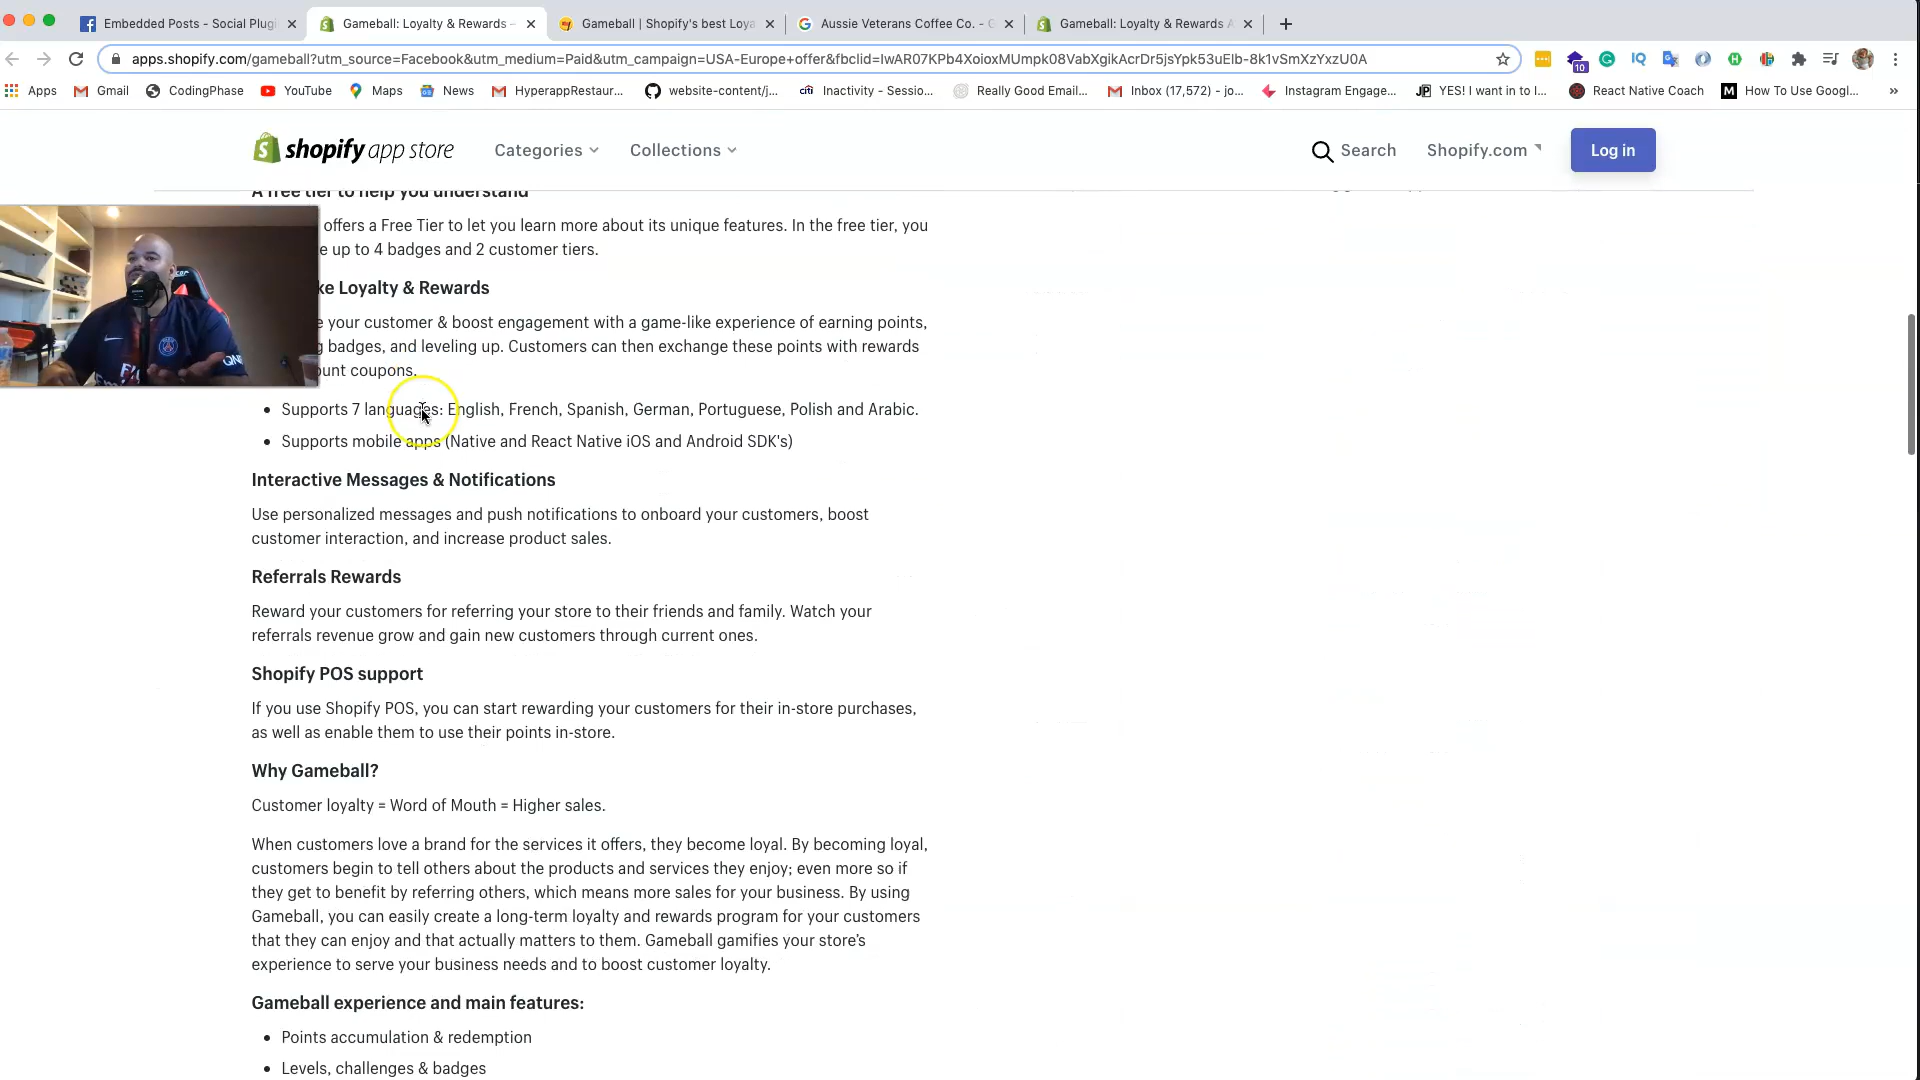 Embedded Posts - Social Plugi
Gameball: Loyalty & Rewards –
Gameball | Shopify's best Loya
Aussie Veterans Coffee Co. - G
Gameball: Loyalty & Rewards A
apps.shopify.com/gameball?utm_source=Facebook&utm_medium=Paid&utm_campaign=USA-Europe+offer&fbclid=IwAR07KPb4XoioxMUmpk08VabXgikAcrDr5jsYpk53uElb-8k1vSmXzYxzU0A
10
Apps
Gmail
CodingPhase
YouTube
Maps
News
HyperappRestaur...
website-content/j...
Inactivity - Sessio...
Really Good Email...
Inbox (17,572) - jo...
Instagram Engage...
YES! I want in to I...
React Native Coach
How To Use Googl...
»
shopify app store
Categories
Collections
Search
Shopify.com
Log in
A free tier to help you understand
offers a Free Tier to let you learn more about its unique features. In the free tier, you
up to 4 badges and 2 customer tiers.
Loyalty & Rewards
your customer & boost engagement with a game-like experience of earning points,
badges, and leveling up. Customers can then exchange these points with rewards
coupons.
Supports 7 languages: English, French, Spanish, German, Portuguese, Polish and Arabic.
Supports mobile apps (Native and React Native iOS and Android SDK's)
Interactive Messages & Notifications
Use personalized messages and push notifications to onboard your customers, boost
customer interaction, and increase product sales.
Referrals Rewards
Reward your customers for referring your store to their friends and family. Watch your
referrals revenue grow and gain new customers through current ones.
Shopify POS support
If you use Shopify POS, you can start rewarding your customers for their in-store purchases,
as well as enable them to use their points in-store.
Why Gameball?
Customer loyalty = Word of Mouth = Higher sales.
When customers love a brand for the services it offers, they become loyal. By becoming loyal,
customers begin to tell others about the products and services they enjoy; even more so if
they get to benefit by referring others, which means more sales for your business. By using
Gameball, you can easily create a long-term loyalty and rewards program for your customers
that they can enjoy and that actually matters to them. Gameball gamifies your store's
experience to serve your business needs and to boost customer loyalty.
Gameball experience and main features:
Points accumulation & redemption
Levels, challenges & badges